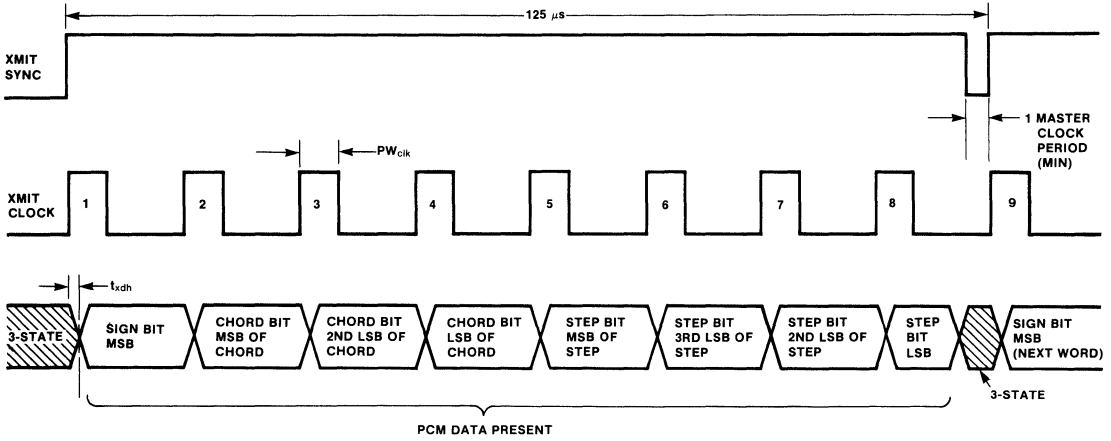 125 μs
XMIT
SYNC
1 MASTER
CLOCK
PERIOD
(MIN)
PWclk
XMIT
CLOCK
1
2
3
4
5
6
7
8
9
txdh
3-STATE
SIGN BIT
MSB
CHORD BIT
MSB OF
CHORD
CHORD BIT
2ND LSB OF
CHORD
CHORD BIT
LSB OF
CHORD
STEP BIT
MSB OF
STEP
STEP BIT
3RD LSB OF
STEP
STEP BIT
2ND LSB OF
STEP
STEP
BIT
LSB
SIGN BIT
MSB
(NEXT WORD)
3-STATE
PCM DATA PRESENT